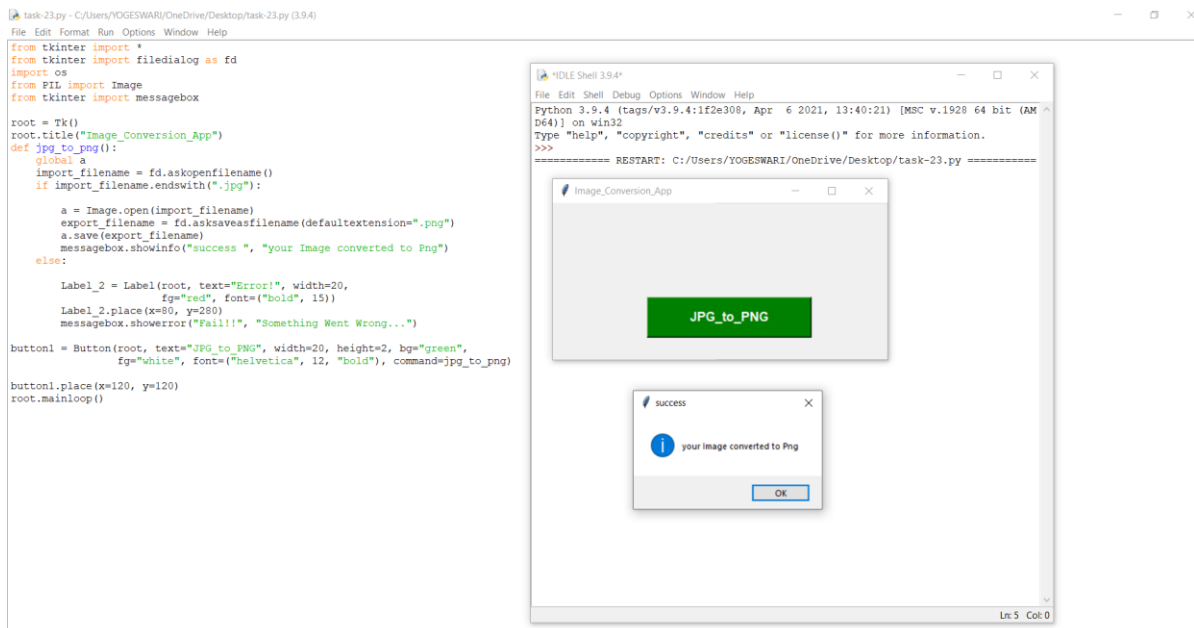 task-23.py - C:/Users/YOGESWARI/OneDrive/Desktop/task-23.py (3.9.4)
File Edit Format Run Options Window Help
from tkinter import *
from tkinter import filedialog as fd
import os
from PIL import Image
from tkinter import messagebox

root = Tk()
root.title("Image_Conversion_App")
def jpg_to_png():
    global a
    import_filename = fd.askopenfilename()
    if import_filename.endswith(".jpg"):

        a = Image.open(import_filename)
        export_filename = fd.asksaveasfilename(defaultextension=".png")
        a.save(export_filename)
        messagebox.showinfo("success ", "your Image converted to Png")
    else:

        Label_2 = Label(root, text="Error!", width=20,
                        fg="red", font=("bold", 15))
        Label_2.place(x=80, y=280)
        messagebox.showerror("Fail!!", "Something Went Wrong...")

button1 = Button(root, text="JPG_to_PNG", width=20, height=2, bg="green",
                 fg="white", font=("helvetica", 12, "bold"), command=jpg_to_png)

button1.place(x=120, y=120)
root.mainloop()
*IDLE Shell 3.9.4*
File Edit Shell Debug Options Window Help
Python 3.9.4 (tags/v3.9.4:1f2e308, Apr  6 2021, 13:40:21) [MSC v.1928 64 bit (AM
D64)] on win32
Type "help", "copyright", "credits" or "license()" for more information.
>>>
============ RESTART: C:/Users/YOGESWARI/OneDrive/Desktop/task-23.py ===========
Image_Conversion_App
JPG_to_PNG
success
your Image converted to Png
OK
Ln: 5 Col: 0